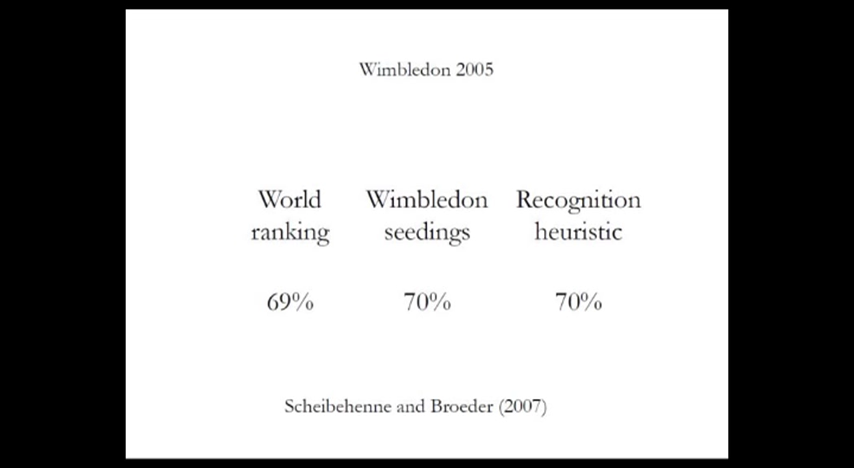 Wimbledon 2005
World Wimbledon Recognition
ranking seedings heuristic
69% 70% 70%
Scheibehenne and Broeder (2007)